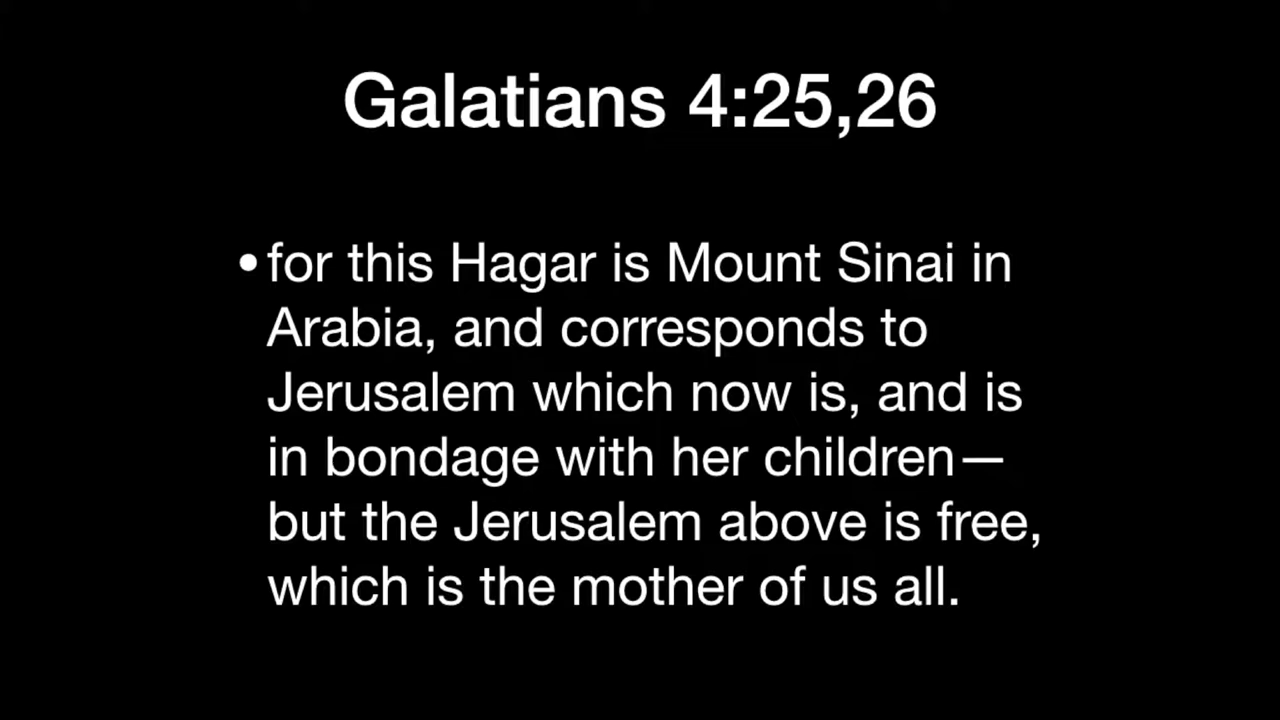 Galatians 4:25,26
•for this Hagar is Mount Sinai in
Arabia, and corresponds to
Jerusalem which now is, and is
in bondage with her children—
but the Jerusalem above is free,
which is the mother of us all.